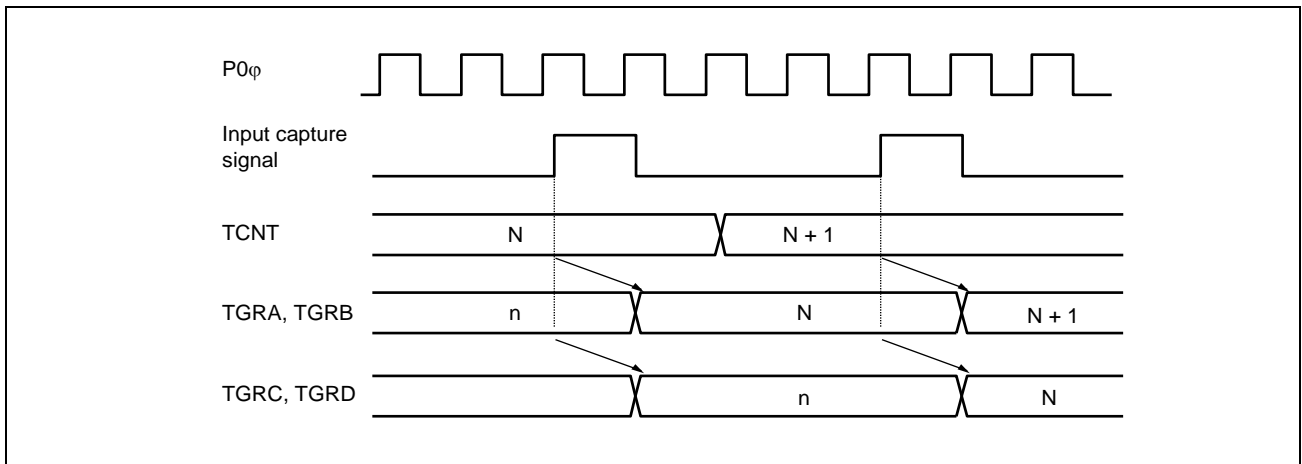 P0φ
Input capture
signal
TCNT
N
N + 1
TGRA, TGRB
n
N
N + 1
TGRC, TGRD
n
N